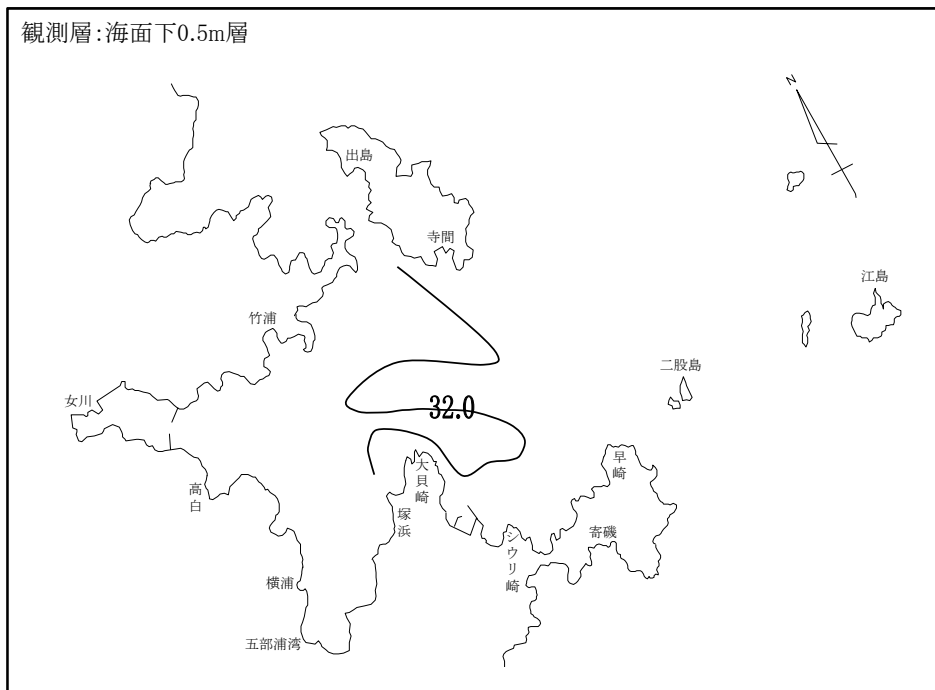 観測層:海面下0.5m層
N
出島
寺間
江島
竹浦
二股島
女川
32.0
早崎
大貝崎
高白
塚浜
寄磯
シウリ崎
横浦
五部浦湾